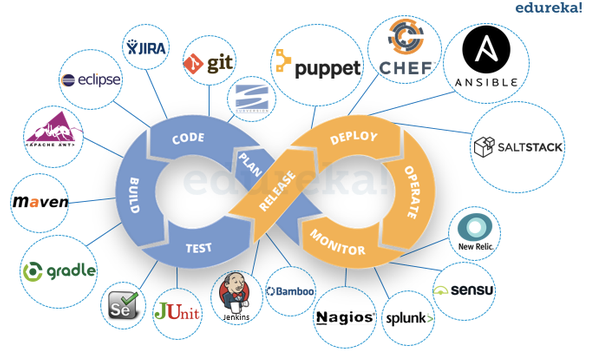 edureka!
JIRA
git
eclipse
SUBVERSION
puppet
CHEF
ANSIBLE
SALTSTACK
<APACHE ANT>
maven
gradle
Se
JUnit
Jenkins
Bamboo
Nagios®
splunk>
sensu
New Relic.
CODE
PLAN
BUILD
TEST
RELEASE
DEPLOY
OPERATE
MONITOR
edureka!